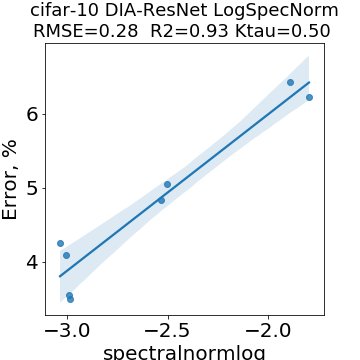 cifar-10 DIA-ResNet LogSpecNorm
RMSE=0.28 R2=0.93 Ktau=0.50
Error, %
6
5
4
−3.0 −2.5 −2.0
spectralnormlog